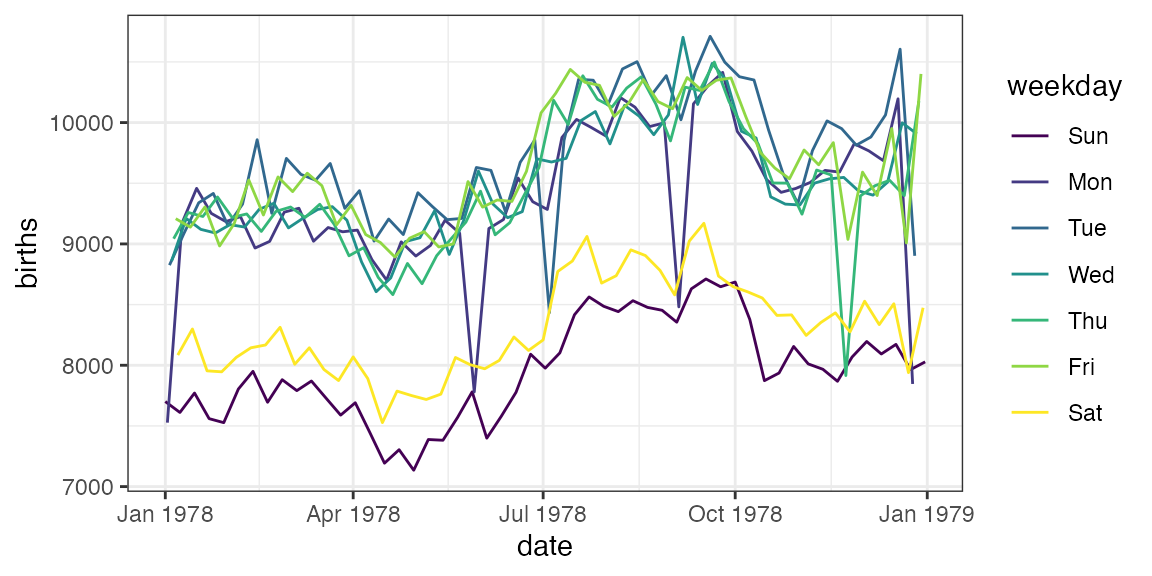 births
10000
9000
8000
7000
Jan 1978 Apr 1978 Jul 1978 Oct 1978 Jan 1979
date
weekday
Sun
Mon
Tue
Wed
Thu
Fri
Sat